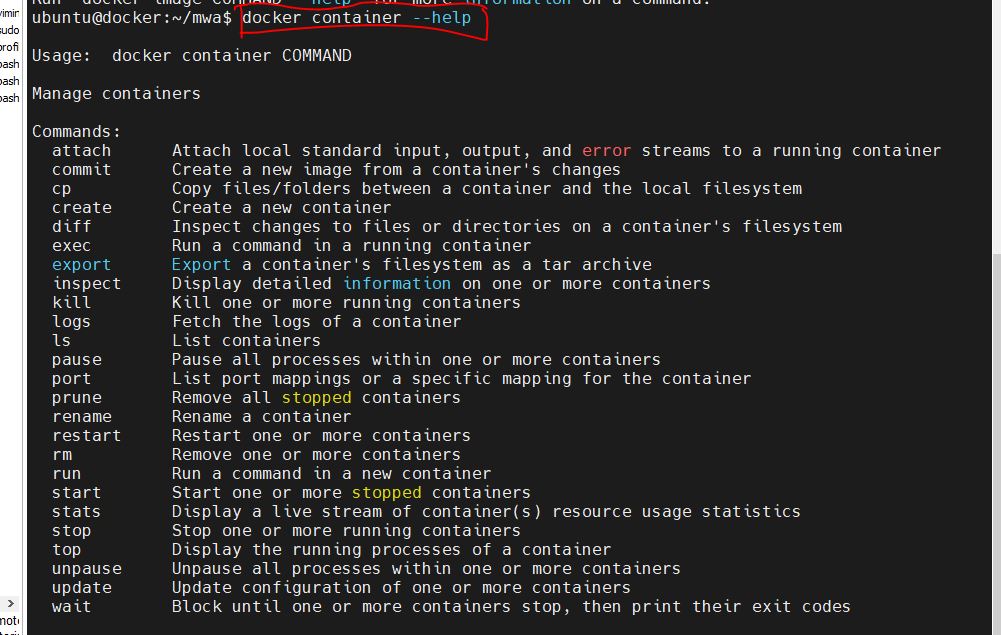 information on a command.
ubuntu@docker:~/mwa$ docker container --help
Usage:  docker container COMMAND
Manage containers
Commands:
attach      Attach local standard input, output, and error streams to a running container
commit      Create a new image from a container's changes
cp          Copy files/folders between a container and the local filesystem
create      Create a new container
diff        Inspect changes to files or directories on a container's filesystem
exec        Run a command in a running container
export      Export a container's filesystem as a tar archive
inspect     Display detailed information on one or more containers
kill        Kill one or more running containers
logs        Fetch the logs of a container
ls          List containers
pause       Pause all processes within one or more containers
port        List port mappings or a specific mapping for the container
prune       Remove all stopped containers
rename      Rename a container
restart     Restart one or more containers
rm          Remove one or more containers
run         Run a command in a new container
start       Start one or more stopped containers
stats       Display a live stream of container(s) resource usage statistics
stop        Stop one or more running containers
top         Display the running processes of a container
unpause     Unpause all processes within one or more containers
update      Update configuration of one or more containers
wait        Block until one or more containers stop, then print their exit codes